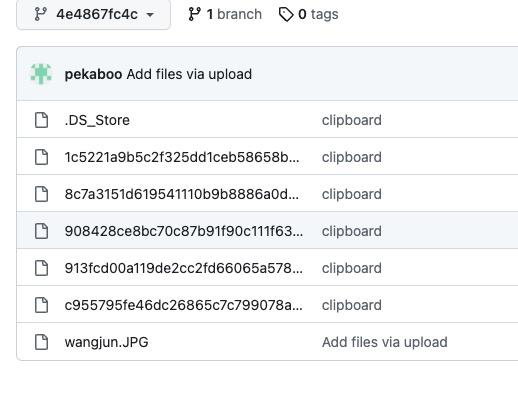 4e4867fc4c 1 branch 0 tags
pekaboo Add files via upload
.DS_Store clipboard
1c5221a9b5c2f325dd1ceb58658b... clipboard
8c7a3151d619541110b9b8886a0d... clipboard
908428ce8bc70c87b91f90c111f63... clipboard
913fcd00a119de2cc2fd66065a578... clipboard
c955795fe46dc26865c7c799078a... clipboard
wangjun.JPG Add files via upload